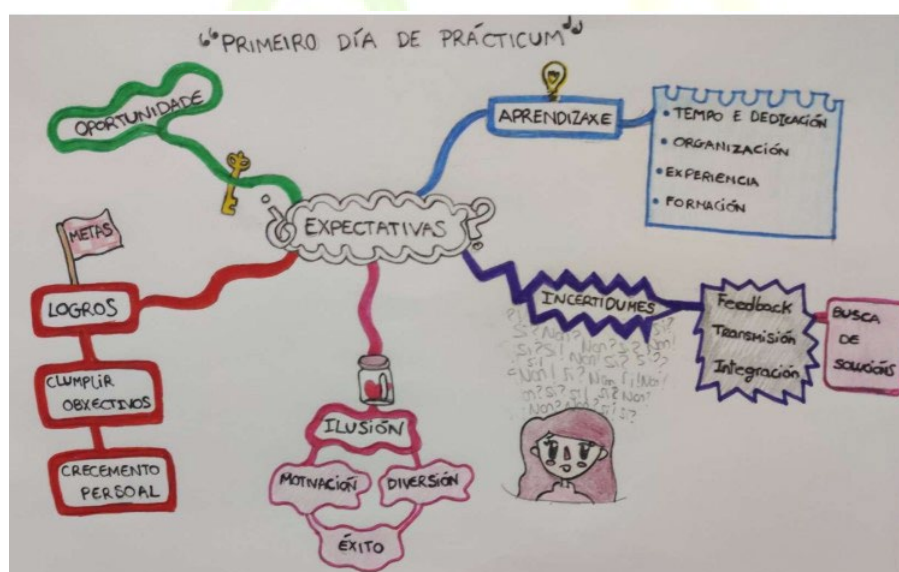 “PRIMEIRO DÍA DE PRÁCTICUM”
OPORTUNIDADE
APRENDIZAXE
• TEMPO E DEDICACIÓN
• ORGANIZACIÓN
• EXPERIENCIA
• FORMACIÓN
¿EXPECTATIVAS?
METAS
LOGROS
CLUMPLIR
OBXECTIVOS
CRECEMENTO
PERSOAL
ILUSIÓN
MOTIVACIÓN
DIVERSIÓN
ÉXITO
INCERTIDUMES
Feedback
Transmisión
Integración
BUSCA
DE
SOLUCIÓNS